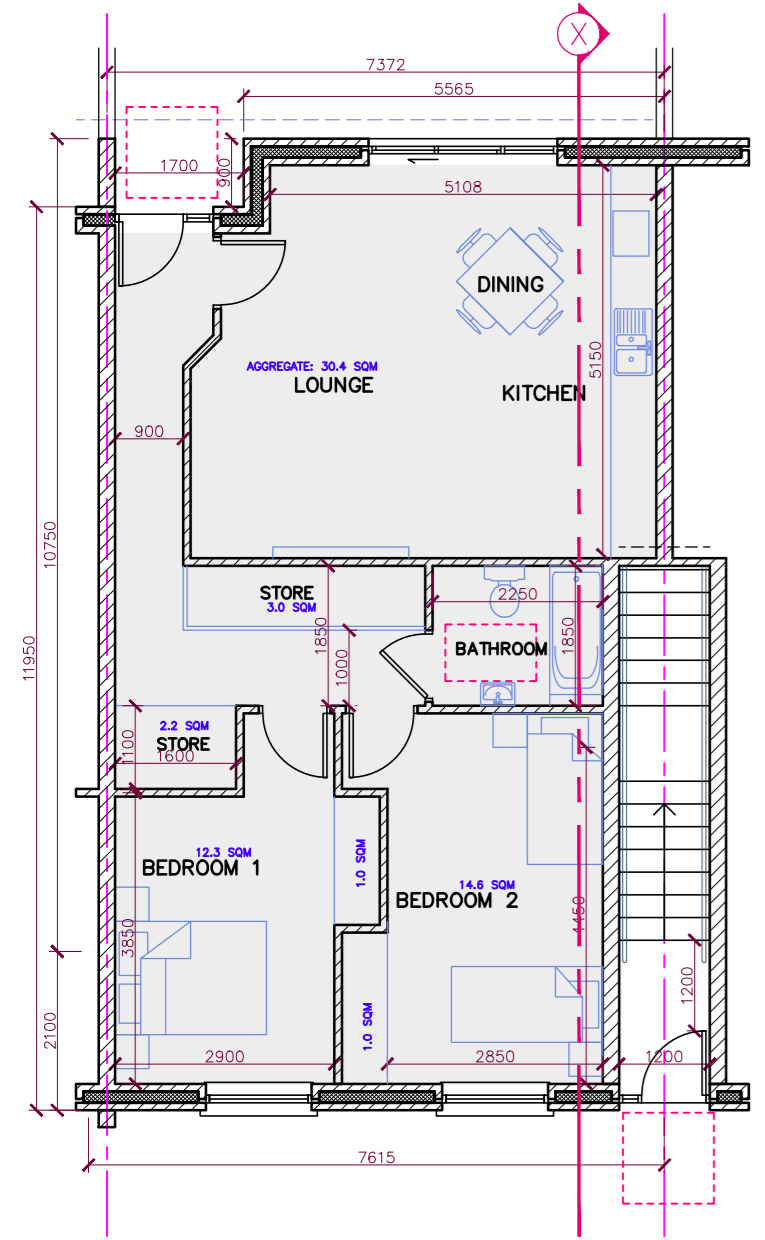 X
7372
5565
1700
900
5108
DINING
5150
AGGREGATE: 30.4 SQM
LOUNGE
KITCHEN
900
10750
11950
STORE
3.0 SQM
2250
1850
1850
BATHROOM
1000
2.2 SQM
STORE
1100
1600
12.3 SQM
BEDROOM 1
1.0 SQM
14.6 SQM
BEDROOM 2
4450
3850
1200
2100
1.0 SQM
2900
2850
1200
7615